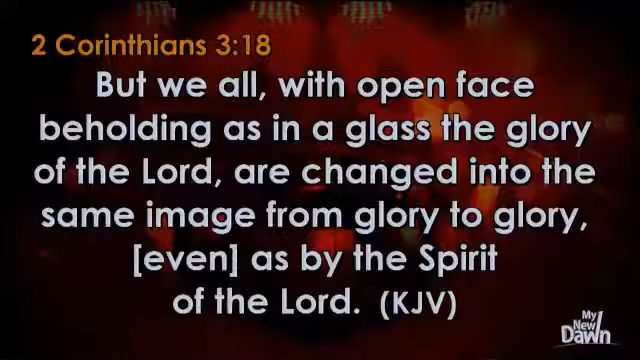 2 Corinthians 3:18
But we all, with open face
beholding as in a glass the glory
of the Lord, are changed into the
same image from glory to glory,
[even] as by the Spirit
of the Lord. (KJV)
My
New
Dawn